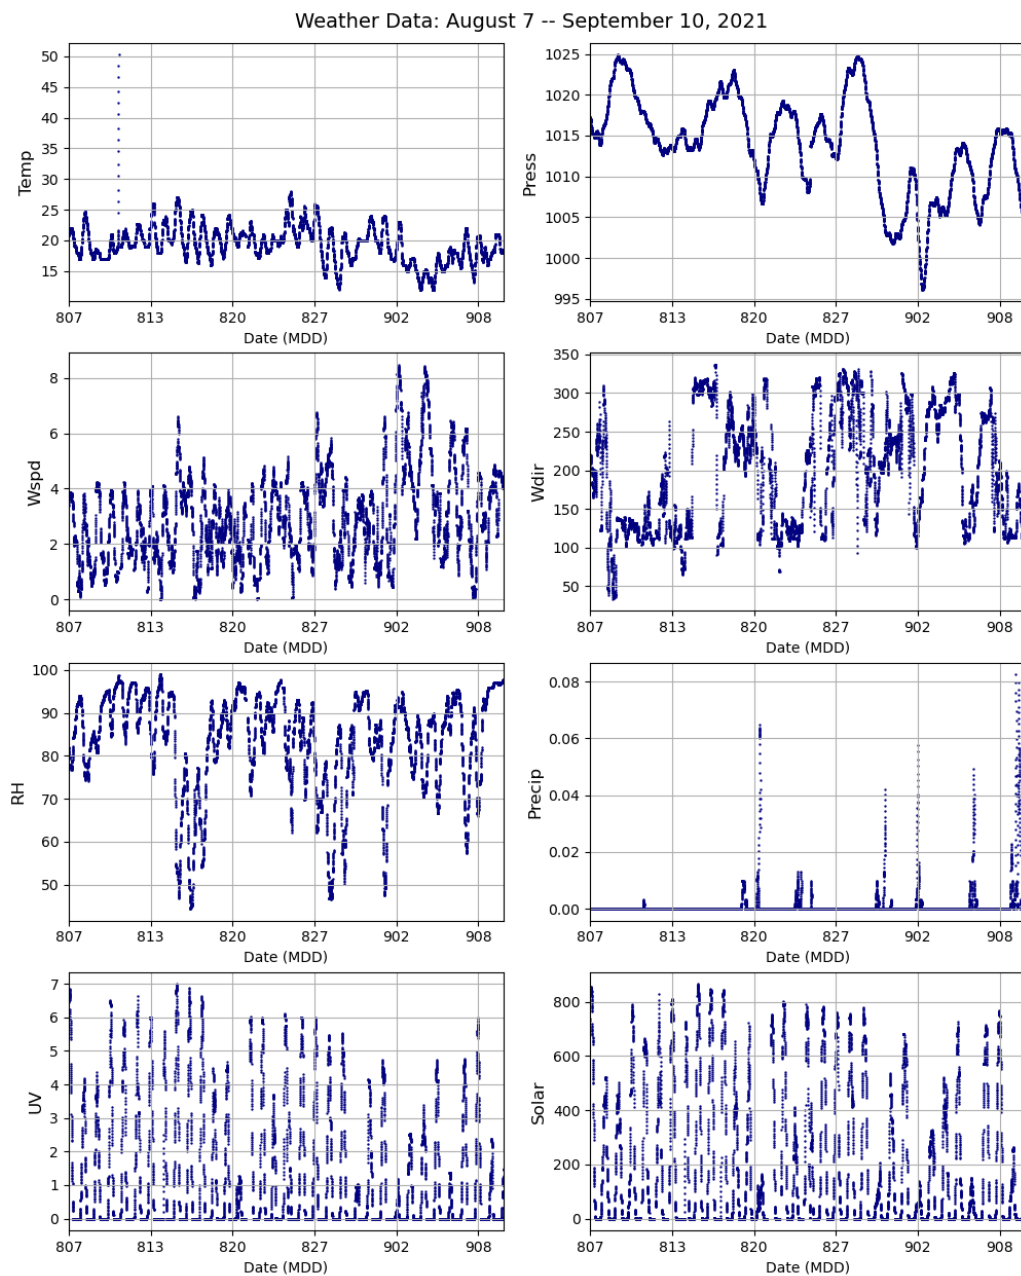 Weather Data: August 7 -- September 10, 2021
Temp
50
45
40
35
30
25
20
15
807 813 820 827 902 908
Date (MDD)
Press
1025
1020
1015
1010
1005
1000
995
807 813 820 827 902 908
Date (MDD)
Wspd
8
6
4
2
0
807 813 820 827 902 908
Date (MDD)
Wdir
350
300
250
200
150
100
50
807 813 820 827 902 908
Date (MDD)
RH
100
90
80
70
60
50
807 813 820 827 902 908
Date (MDD)
Precip
0.08
0.06
0.04
0.02
0.00
807 813 820 827 902 908
Date (MDD)
UV
7
6
5
4
3
2
1
0
807 813 820 827 902 908
Date (MDD)
Solar
800
600
400
200
0
807 813 820 827 902 908
Date (MDD)